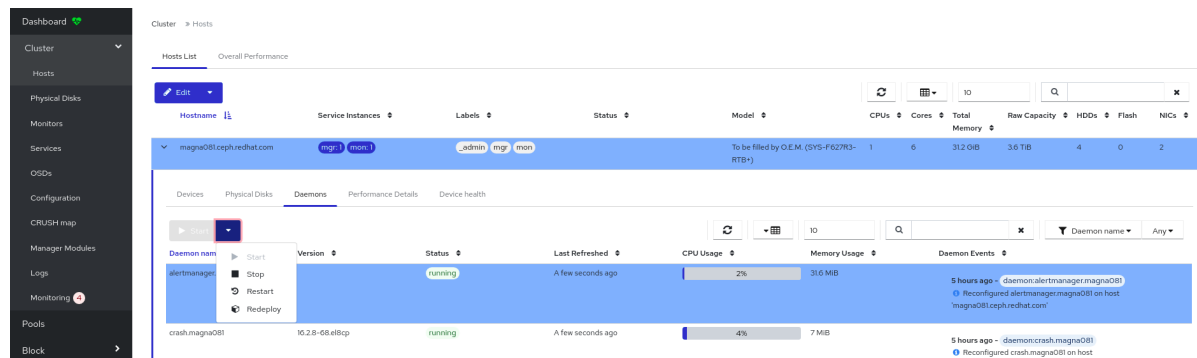 Dashboard
Cluster
Hosts
Physical Disks
Monitors
Services
OSDs
Configuration
CRUSH map
Manager Modules
Logs
Monitoring 4
Pools
Block
Cluster » Hosts
Hosts List Overall Performance
Edit 10
Hostname Service Instances Labels Status Model CPUs Cores Total Memory Raw Capacity HDDs Flash NICs
magna081.ceph.redhat.com mgr: 1 mon: 1 _admin mgr mon To be filled by O.E.M. (SYS-F627R3- 1 6 31.2 GiB 3.6 TiB 4 0 2
RTB+)
Devices Physical Disks Daemons Performance Details Device health
Start 10 Daemon name Any
Daemon nam Version Status Last Refreshed CPU Usage Memory Usage Daemon Events
Start
Stop
Restart
Redeploy
alertmanager. running A few seconds ago 2% 31.6 MiB
5 hours ago - daemon:alertmanager.magna081
Reconfigured alertmanager.magna081 on host
'magna081.ceph.redhat.com'
crash.magna081 16.2.8-68.el8cp running A few seconds ago 4% 7 MiB
5 hours ago - daemon:crash.magna081
Reconfigured crash.magna081 on host